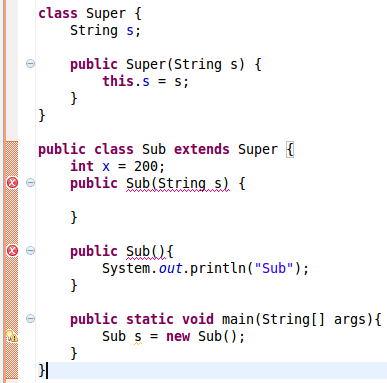 class Super {
    String s;
    public Super(String s) {
        this.s = s;
    }
}
public class Sub extends Super {
    int x = 200;
    public Sub(String s) {
    }
    public Sub(){
        System.out.println("Sub");
    }
    public static void main(String[] args){
        Sub s = new Sub();
    }
}